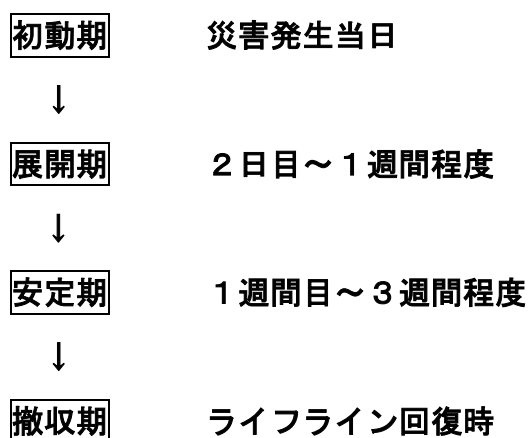 初動期 災害発生当日
↓
展開期 2日目~1週間程度
↓
安定期 1週間目~3週間程度
↓
撤収期 ライフライン回復時